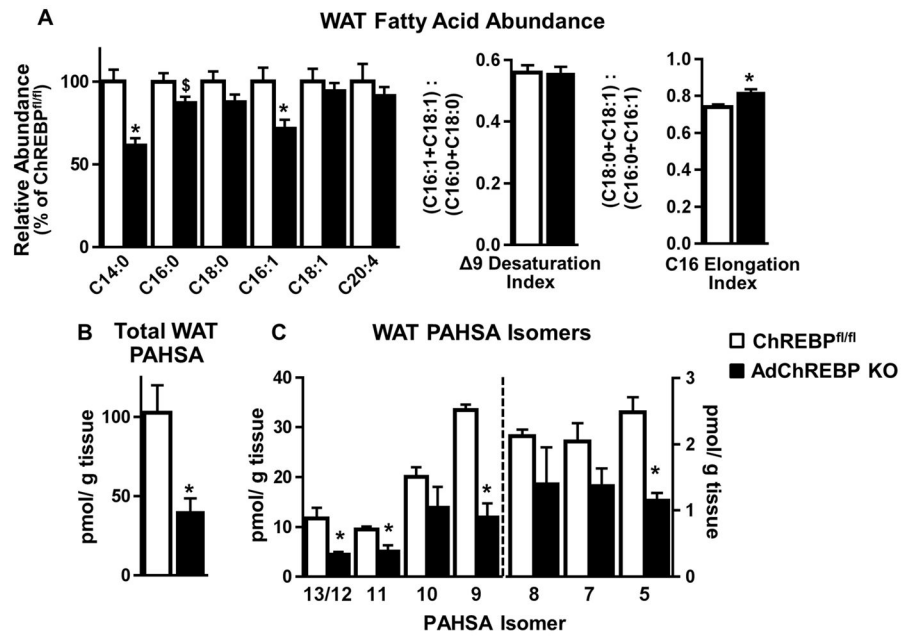 A
WAT Fatty Acid Abundance
Relative Abundance
(% of ChREBPfl/fl)
100
50
0
*
$
*
C14:0
C16:0
C18:0
C16:1
C18:1
C20:4
(C16:1+C18:1) :
(C16:0+C18:0)
0.6
0.4
0.2
0.0
Δ9 Desaturation
Index
(C18:0+C18:1) :
(C16:0+C16:1)
1.0
0.8
0.6
0.4
0.2
0.0
*
C16 Elongation
Index
B
Total WAT
PAHSA
pmol/ g tissue
100
50
0
*
C
WAT PAHSA Isomers
ChREBPfl/fl
AdChREBP KO
pmol/ g tissue
40
30
20
10
0
*
*
*
*
3
2
1
0
pmol/ g tissue
13/12
11
10
9
8
7
5
PAHSA Isomer